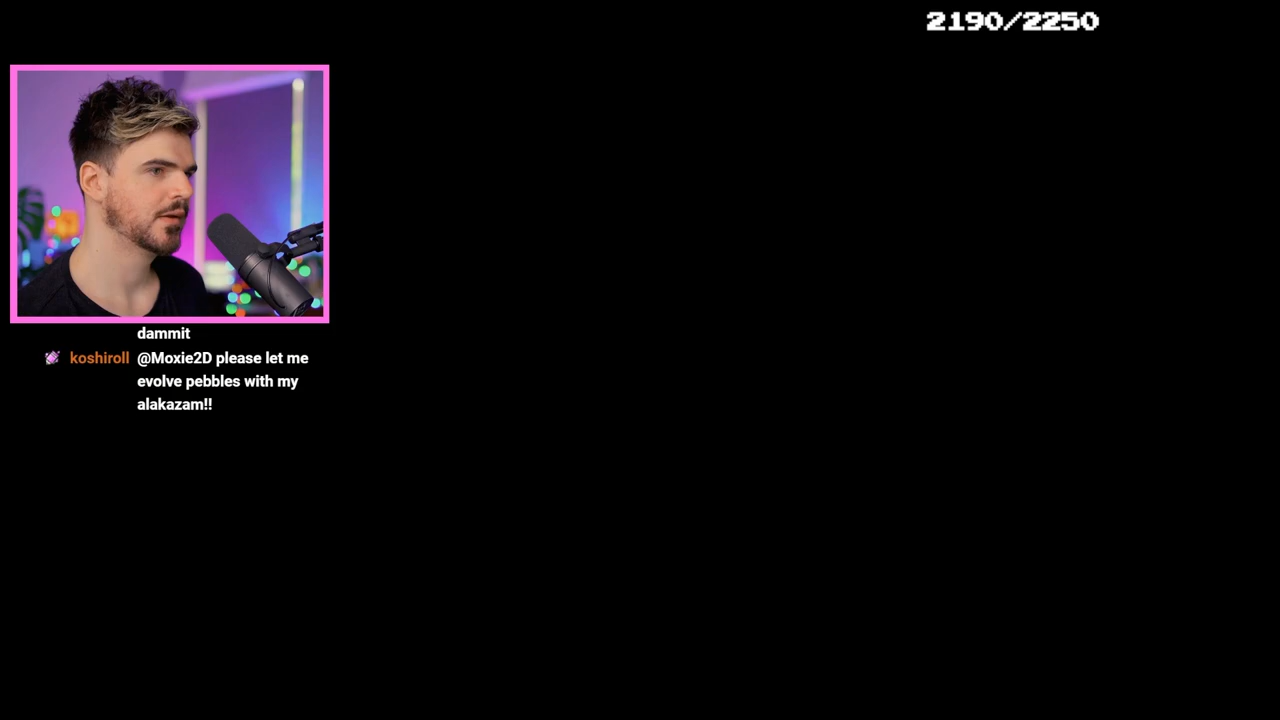 2190/2250
dammit
koshiroll @Moxie2D please let me
evolve pebbles with my
alakazam!!